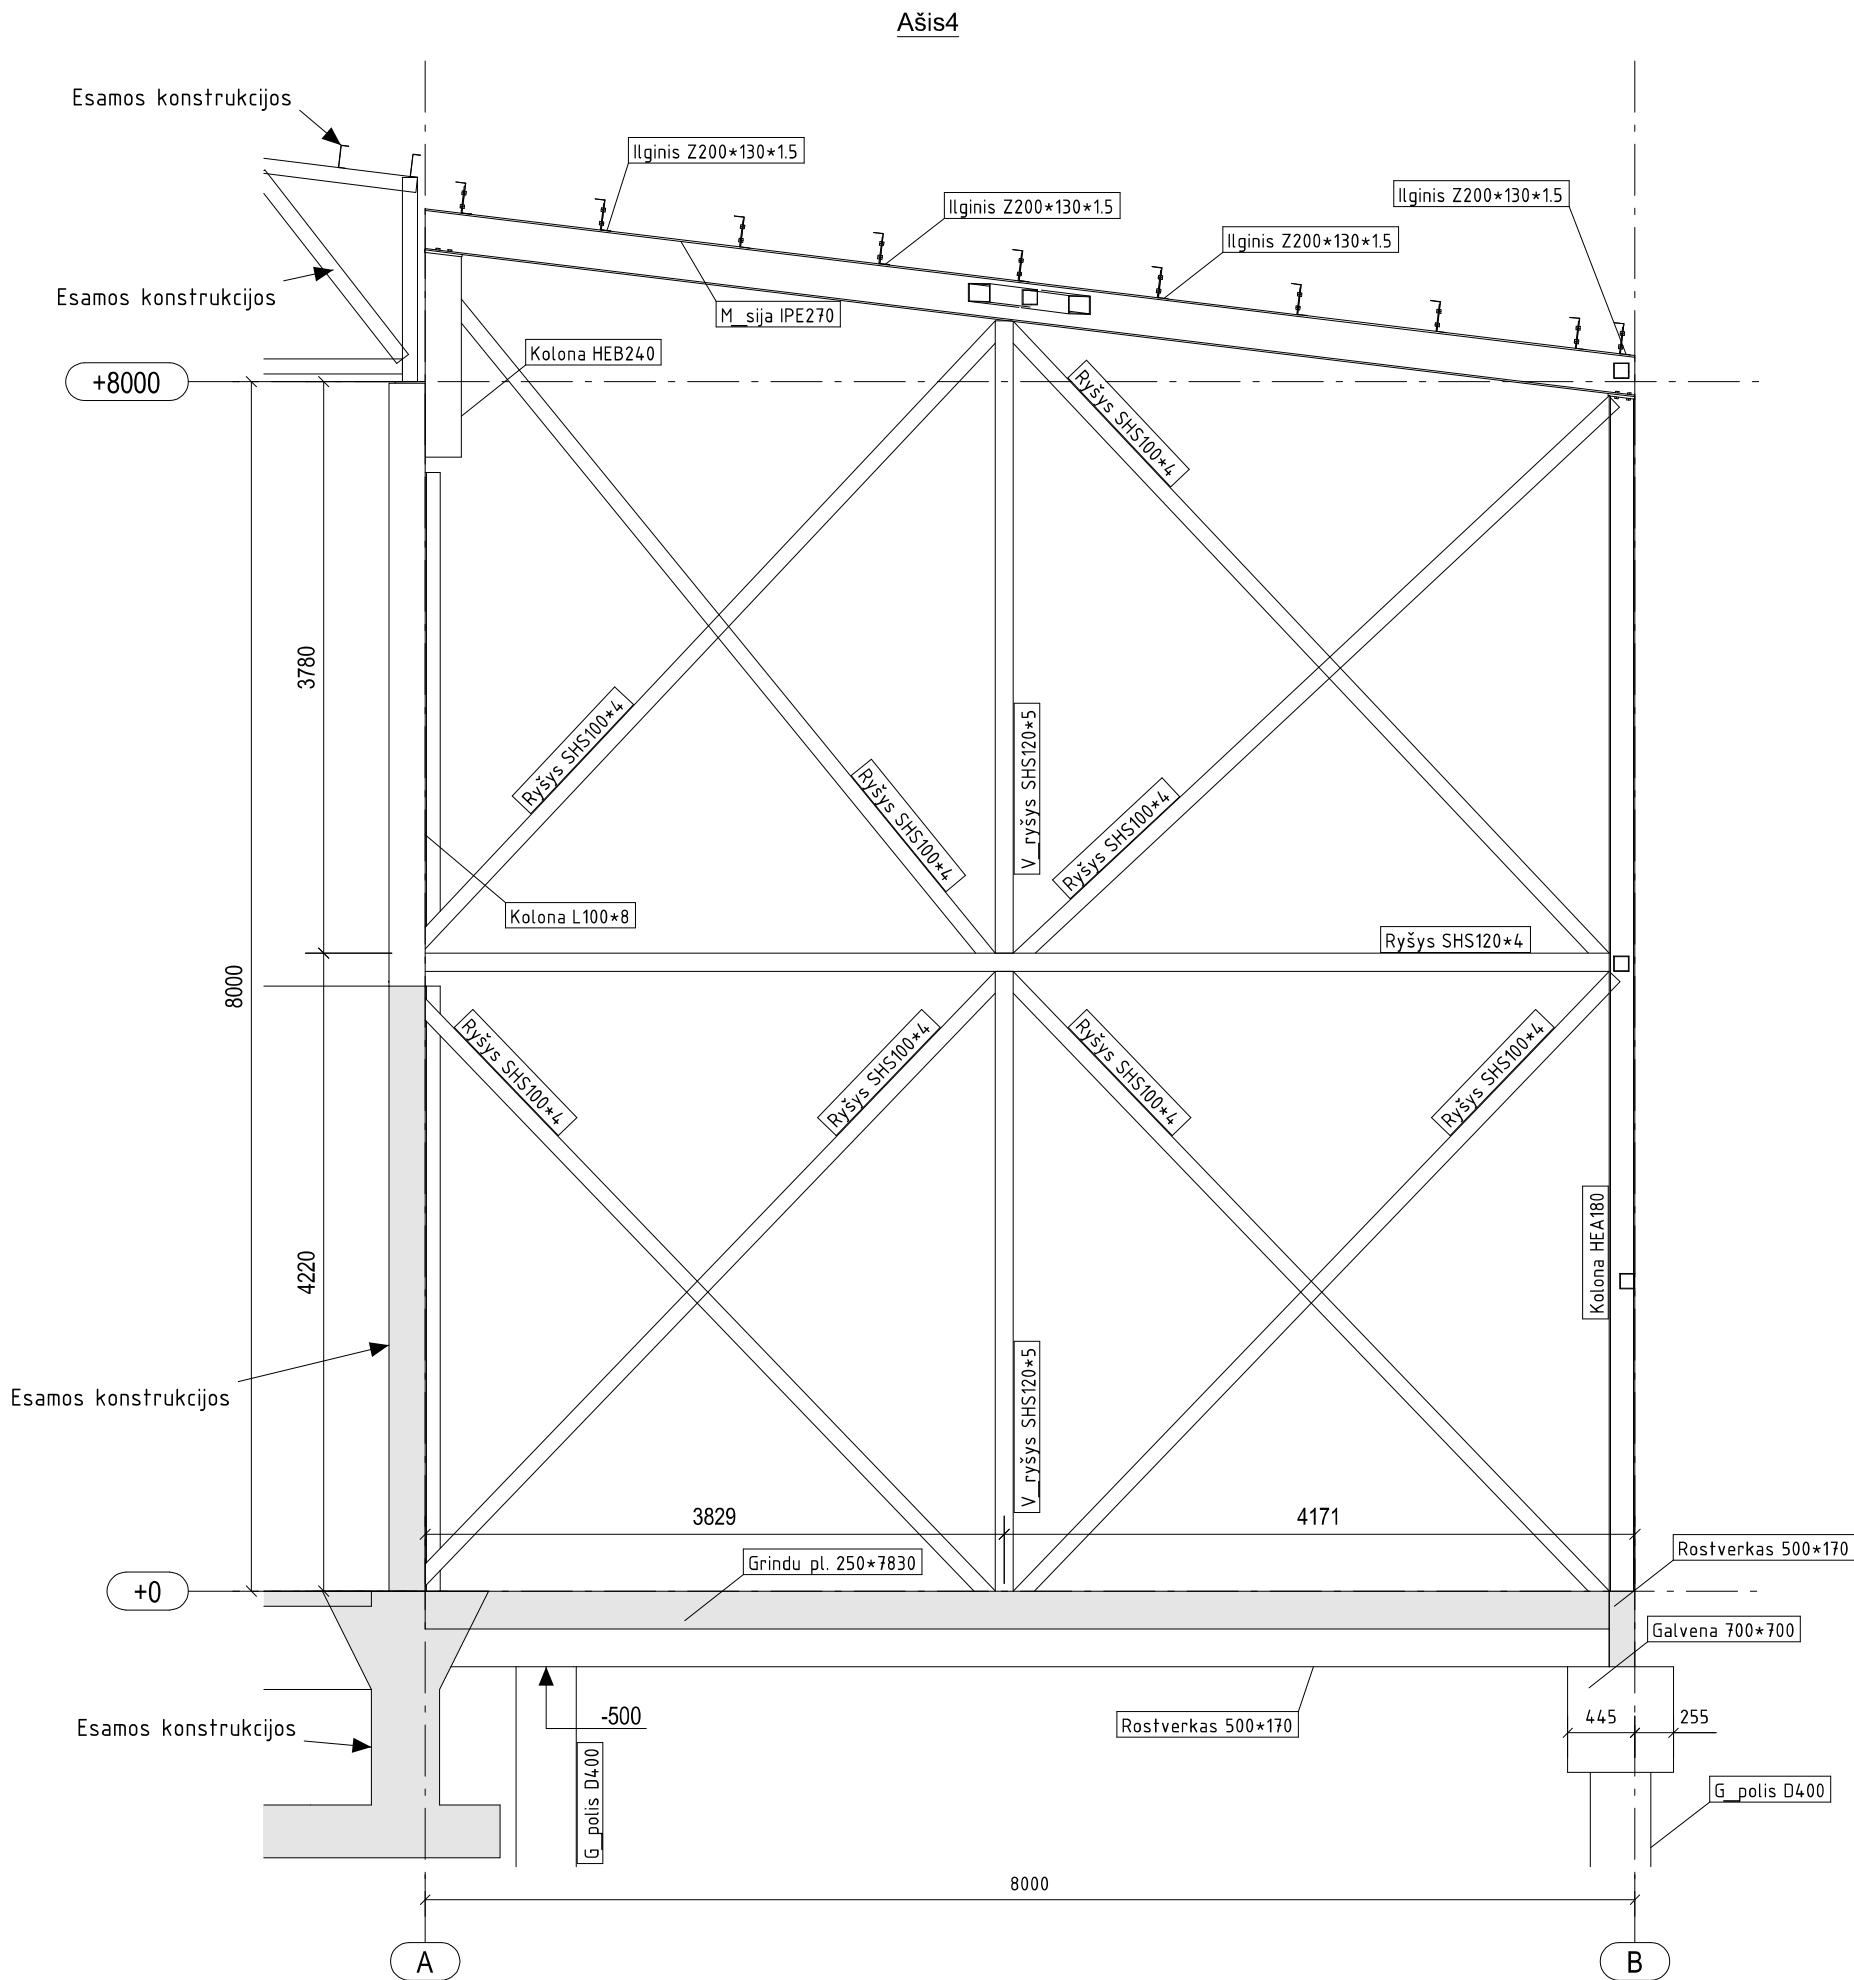 Ašis4
Esamos konstrukcijos
Ilginis Z200*130*1.5
Ilginis Z200*130*1.5
Ilginis Z200*130*1.5
Ilginis Z200*130*1.5
Esamos konstrukcijos
M_sija IPE270
Kolona HEB240
+8000
Ryšys SHS100*4
3780
Ryšys SHS100*4
Ryšys SHS100*4
V_ryšys SHS120*5
Ryšys SHS100*4
Kolona L100*8
Ryšys SHS120*4
8000
Ryšys SHS100*4
Ryšys SHS100*4
Ryšys SHS100*4
Ryšys SHS100*4
4220
Kolona HEA180
Esamos konstrukcijos
V_ryšys SHS120*5
3829
4171
Grindu pl. 250*7830
Rostverkas 500*170
+0
Galvena 700*700
-500
Rostverkas 500*170
445
255
Esamos konstrukcijos
G_polis D400
G_polis D400
8000
A
B